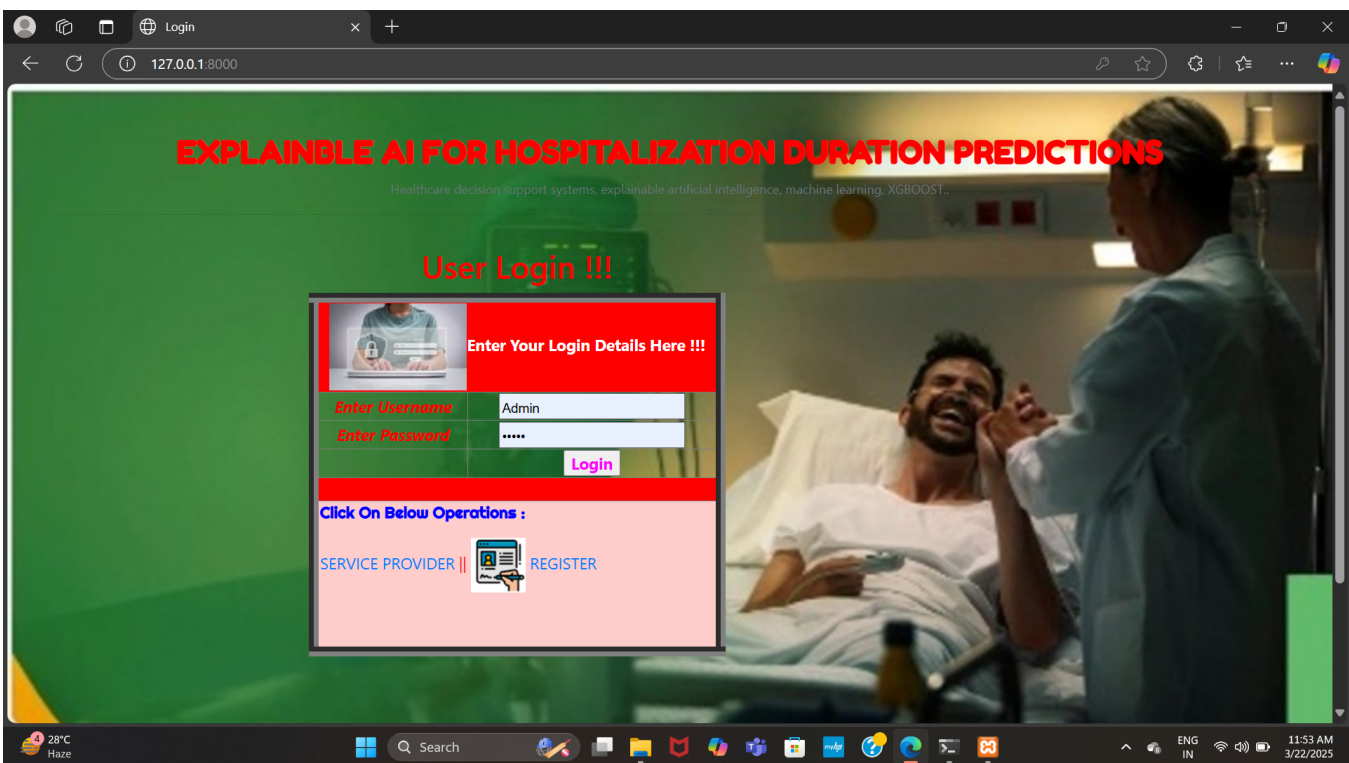 Login
127.0.0.1:8000
EXPLAINBLE AI FOR HOSPITALIZATION DURATION PREDICTIONS
Healthcare decision support systems, explainable artificial intelligence, machine learning, XGBOOST..
User Login !!!
Enter Your Login Details Here !!!
Enter Username Admin
Enter Password •••••
Login
Click On Below Operations :
SERVICE PROVIDER || REGISTER
4 28°C
Haze
Search
ENG
IN
11:53 AM
3/22/2025